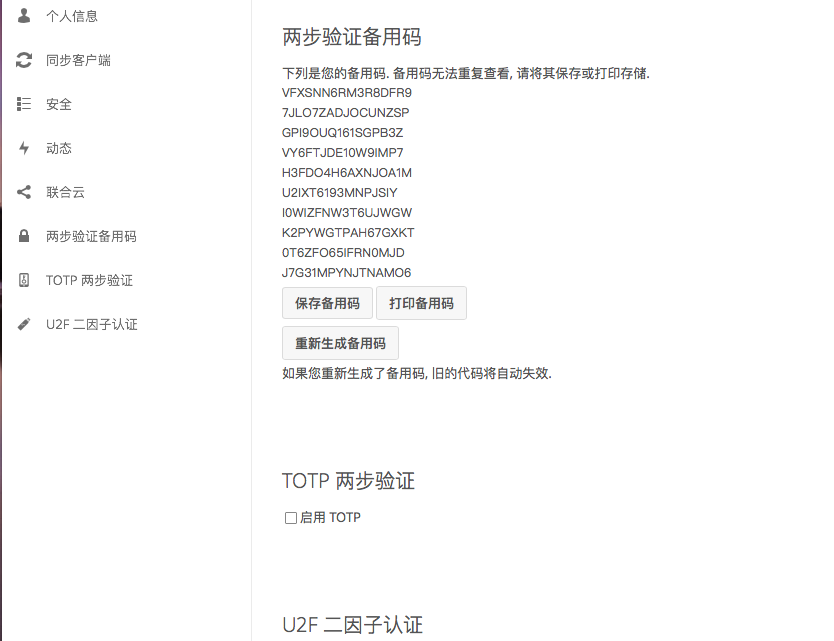 个人信息
同步客户端
安全
动态
联合云
两步验证备用码
TOTP 两步验证
U2F 二因子认证
两步验证备用码
下列是您的备用码. 备用码无法重复查看, 请将其保存或打印存储.
VFXSNN6RM3R8DFR9
7JLO7ZADJOCUNZSP
GPI9OUQ161SGPB3Z
VY6FTJDE10W9IMP7
H3FDO4H6AXNJOA1M
U2IXT6193MNPJSIY
I0WIZFNW3T6UJWGW
K2PYWGTPAH67GXKT
0T6ZFO65IFRN0MJD
J7G31MPYNJTNAMO6
保存备用码 打印备用码
重新生成备用码
如果您重新生成了备用码, 旧的代码将自动失效.
TOTP 两步验证
启用 TOTP
U2F 二因子认证